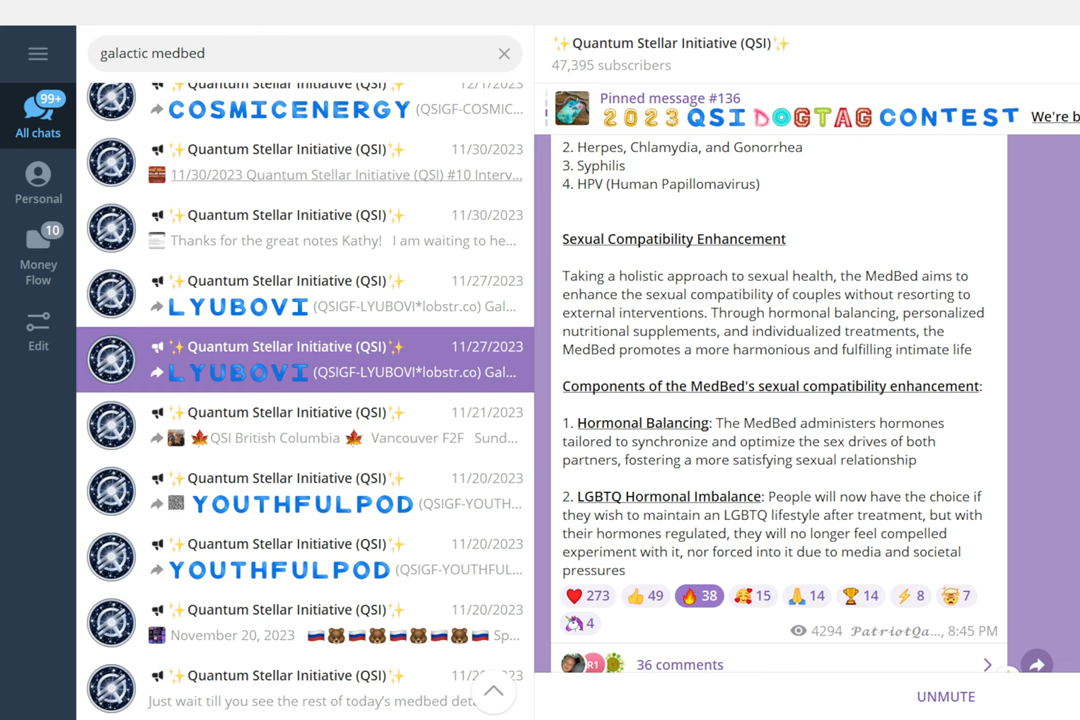 All chats
99+
Personal
10
Money
Flow
Edit
galactic medbed
✨Quantum Stellar Initiative (QSI)✨ 12/1/2023
COSMICENERGY (QSIGF-COSMIC...
✨Quantum Stellar Initiative (QSI)✨ 11/30/2023
11/30/2023 Quantum Stellar Initiative (QSI) #10 Interv...
✨Quantum Stellar Initiative (QSI)✨ 11/30/2023
Thanks for the great notes Kathy! I am waiting to he...
✨Quantum Stellar Initiative (QSI)✨ 11/27/2023
LYUBOVI (QSIGF-LYUBOVI*lobstr.co) Gal...
✨Quantum Stellar Initiative (QSI)✨ 11/27/2023
LYUBOVI (QSIGF-LYUBOVI*lobstr.co) Gal...
✨Quantum Stellar Initiative (QSI)✨ 11/21/2023
🍁QSI British Columbia 🍁 Vancouver F2F Sund...
✨Quantum Stellar Initiative (QSI)✨ 11/20/2023
YOUTHFULPOD (QSIGF-YOUTH...
✨Quantum Stellar Initiative (QSI)✨ 11/20/2023
YOUTHFULPOD (QSIGF-YOUTHFUL...
✨Quantum Stellar Initiative (QSI)✨ 11/20/2023
November 20, 2023 🇷🇺🐻🇷🇺🐻🇷🇺🐻🇷🇺🐻🇷🇺 Sp...
✨Quantum Stellar Initiative (QSI)✨
Just wait till you see the rest of today's medbed det...
✨Quantum Stellar Initiative (QSI)✨
47,395 subscribers
Pinned message #136
2023 QSI DOGTAG CONTEST We're b
2. Herpes, Chlamydia, and Gonorrhea
3. Syphilis
4. HPV (Human Papillomavirus)
Sexual Compatibility Enhancement
Taking a holistic approach to sexual health, the MedBed aims to
enhance the sexual compatibility of couples without resorting to
external interventions. Through hormonal balancing, personalized
nutritional supplements, and individualized treatments, the
MedBed promotes a more harmonious and fulfilling intimate life
Components of the MedBed's sexual compatibility enhancement:
1. Hormonal Balancing: The MedBed administers hormones
tailored to synchronize and optimize the sex drives of both
partners, fostering a more satisfying sexual relationship
2. LGBTQ Hormonal Imbalance: People will now have the choice if
they wish to maintain an LGBTQ lifestyle after treatment, but with
their hormones regulated, they will no longer feel compelled
experiment with it, nor forced into it due to media and societal
pressures
❤️ 273 👍 49 🔥 38 🥰 15 🙏 14 🏆 14 ⚡ 8 🤯 7
🦄 4
4294 PatriotQa..., 8:45 PM
R1 36 comments
UNMUTE